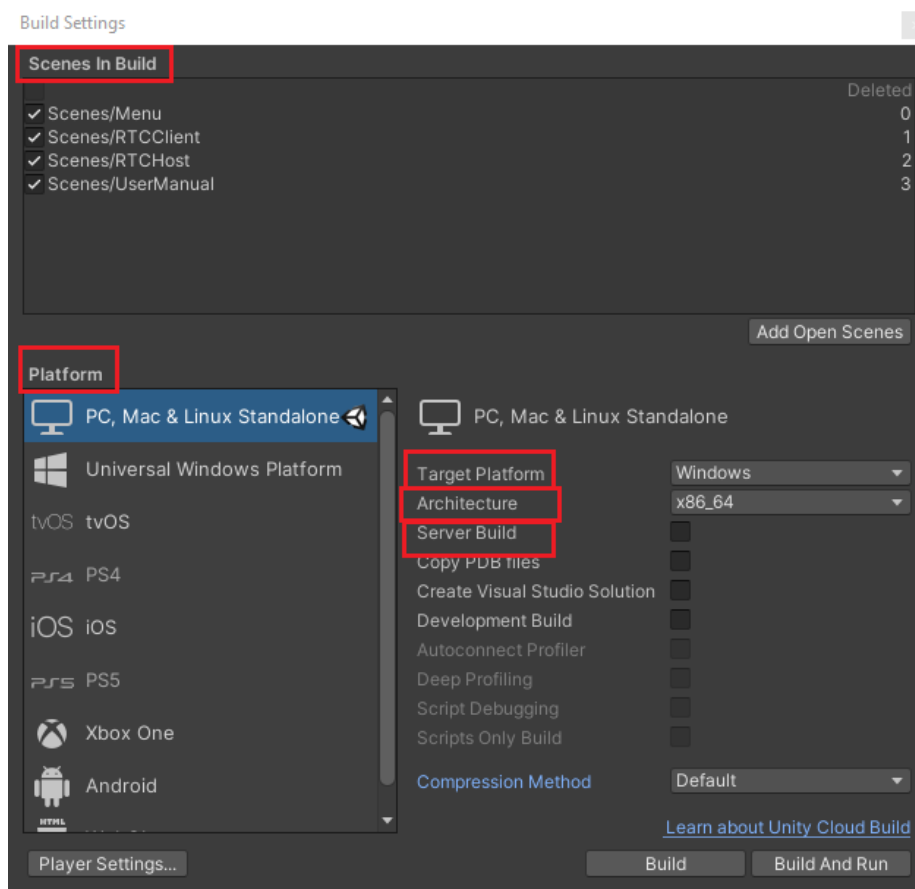 Build Settings
Scenes In Build
Deleted
Scenes/Menu 0
Scenes/RTCClient 1
Scenes/RTCHost 2
Scenes/UserManual 3
Add Open Scenes
Platform
PC, Mac & Linux Standalone
Universal Windows Platform
tvOS tvOS
PS4 PS4
iOS iOS
PS5 PS5
Xbox One
Android
HTML
PC, Mac & Linux Standalone
Target Platform Windows
Architecture x86_64
Server Build
Copy PDB files
Create Visual Studio Solution
Development Build
Autoconnect Profiler
Deep Profiling
Script Debugging
Scripts Only Build
Compression Method Default
Learn about Unity Cloud Build
Player Settings...
Build
Build And Run